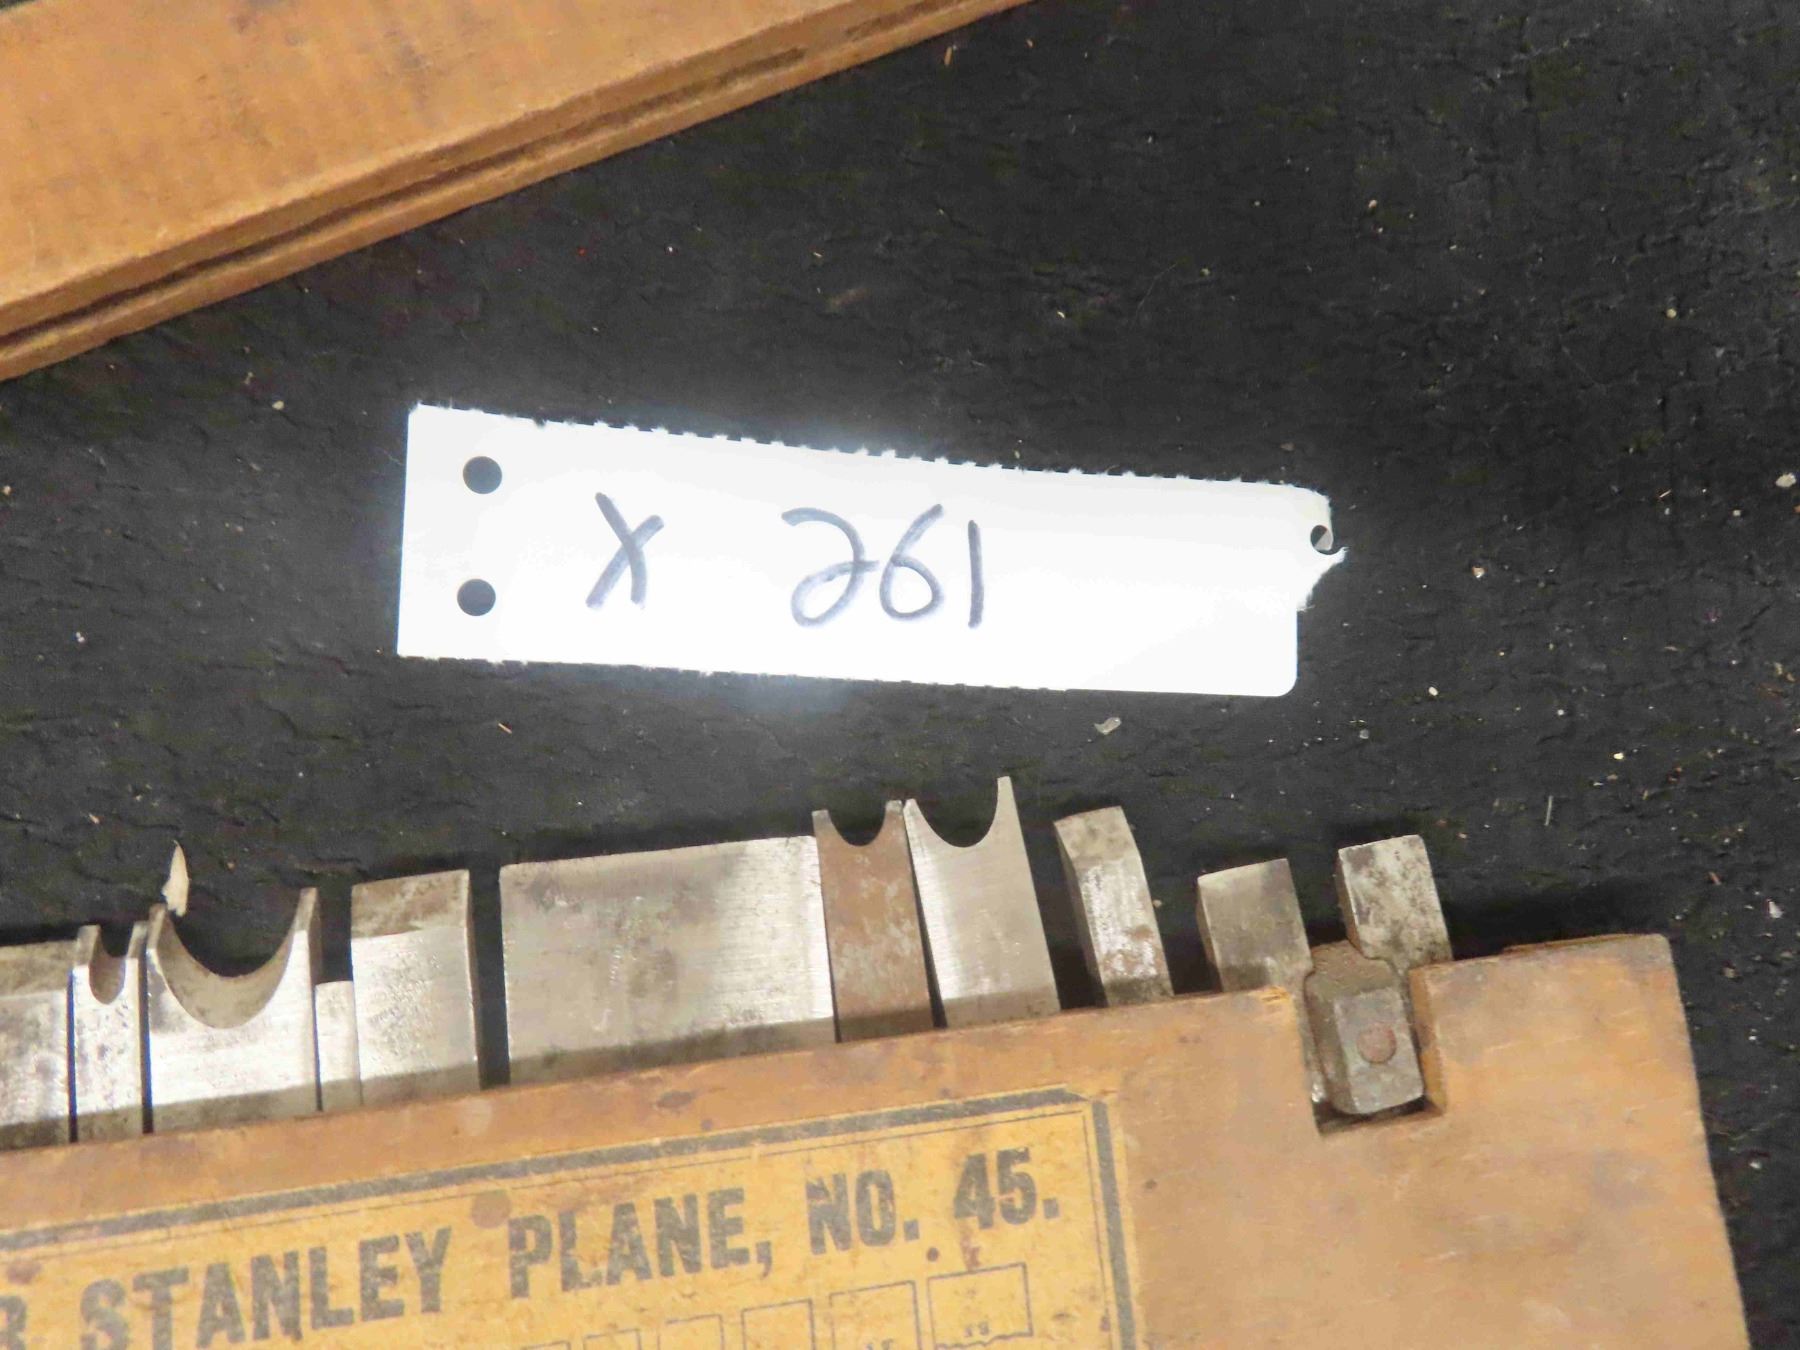 X 261
STANLEY PLANE, NO. 45.